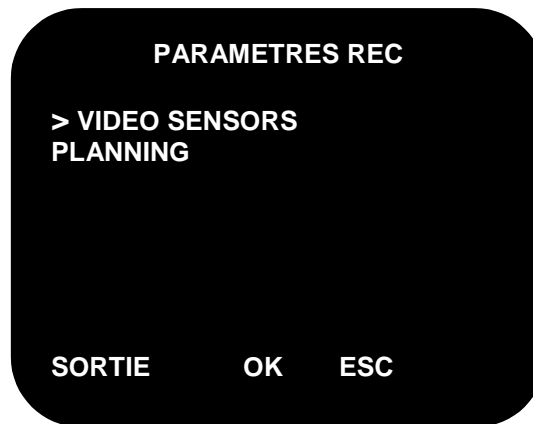 PARAMETRES REC
> VIDEO SENSORS
PLANNING
SORTIE OK ESC